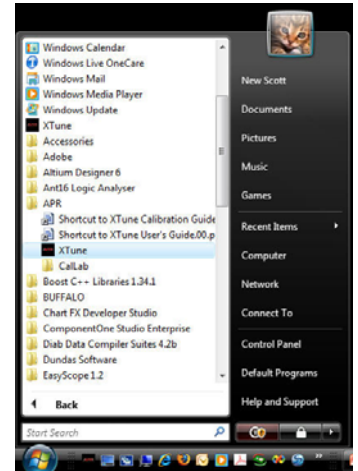 Windows Calendar
Windows Live OneCare
Windows Mail
Windows Media Player
Windows Update
XTune
Accessories
Adobe
Altium Designer 6
Ant16 Logic Analyser
APR
Shortcut to XTune Calibration Guide
Shortcut to XTune User's Guide.00.p
XTune
CalLab
Boost C++ Libraries 1.34.1
BUFFALO
Chart FX Developer Studio
ComponentOne Studio Enterprise
Diab Data Compiler Suites 4.2b
Dundas Software
EasyScope 1.2
Back
Start Search
New Scott
Documents
Pictures
Music
Games
Recent Items
Computer
Network
Connect To
Control Panel
Default Programs
Help and Support